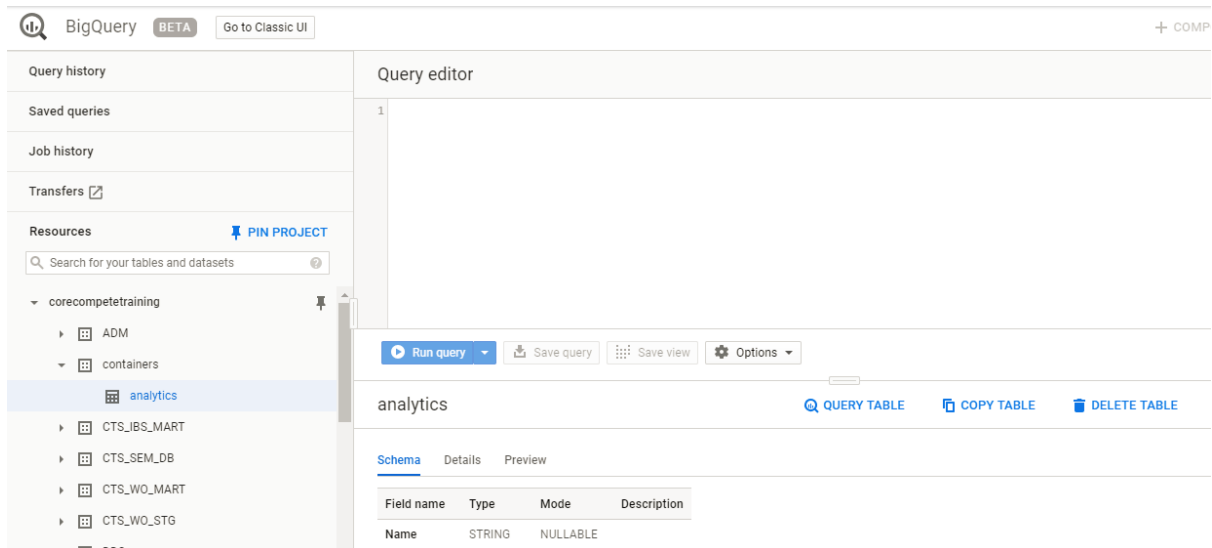 BigQuery BETA Go to Classic UI + COMP
Query history
Saved queries
Job history
Transfers
Resources PIN PROJECT
Search for your tables and datasets
corecompetetraining
ADM
containers
analytics
CTS_IBS_MART
CTS_SEM_DB
CTS_WO_MART
CTS_WO_STG
Query editor
1
Run query Save query Save view Options
analytics QUERY TABLE COPY TABLE DELETE TABLE
Schema Details Preview
Field name Type Mode Description
Name STRING NULLABLE